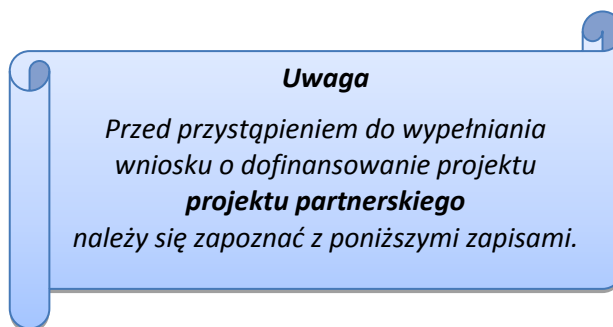 Uwaga
Przed przystąpieniem do wypełniania
wniosku o dofinansowanie projektu
projektu partnerskiego
należy się zapoznać z poniższymi zapisami.